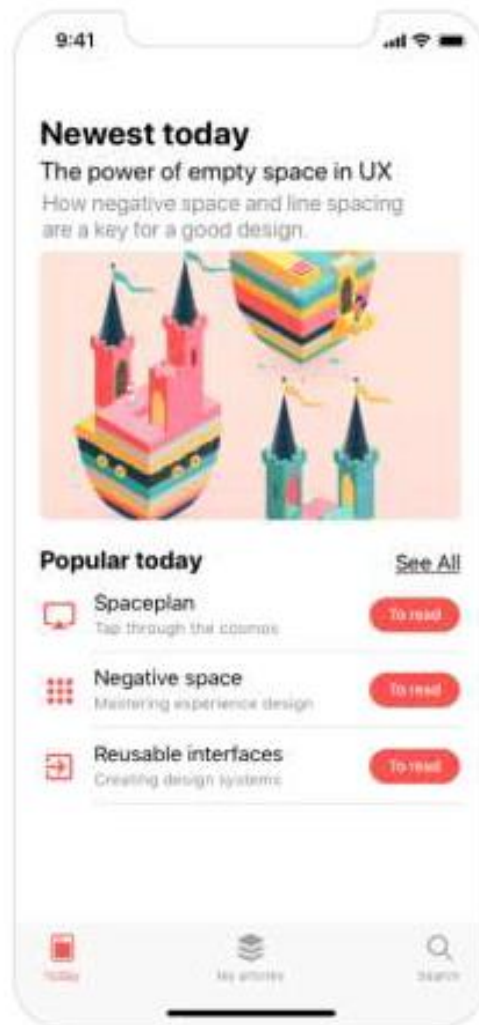 9:41
Newest today
The power of empty space in UX
How negative space and line spacing
are a key for a good design.
Popular today
See All
Spaceplan
Tap through the cosmos
To read
Negative space
Mastering experience design
To read
Reusable interfaces
Creating design systems
To read
Today
My articles
Search